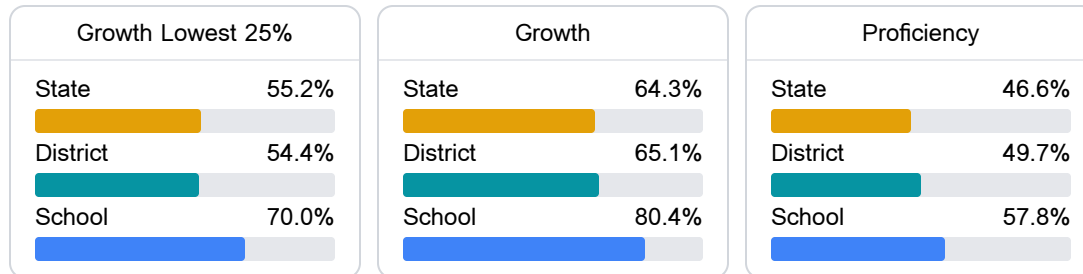 Growth Lowest 25%
State 55.2%
District 54.4%
School 70.0%
Growth
State 64.3%
District 65.1%
School 80.4%
Proficiency
State 46.6%
District 49.7%
School 57.8%